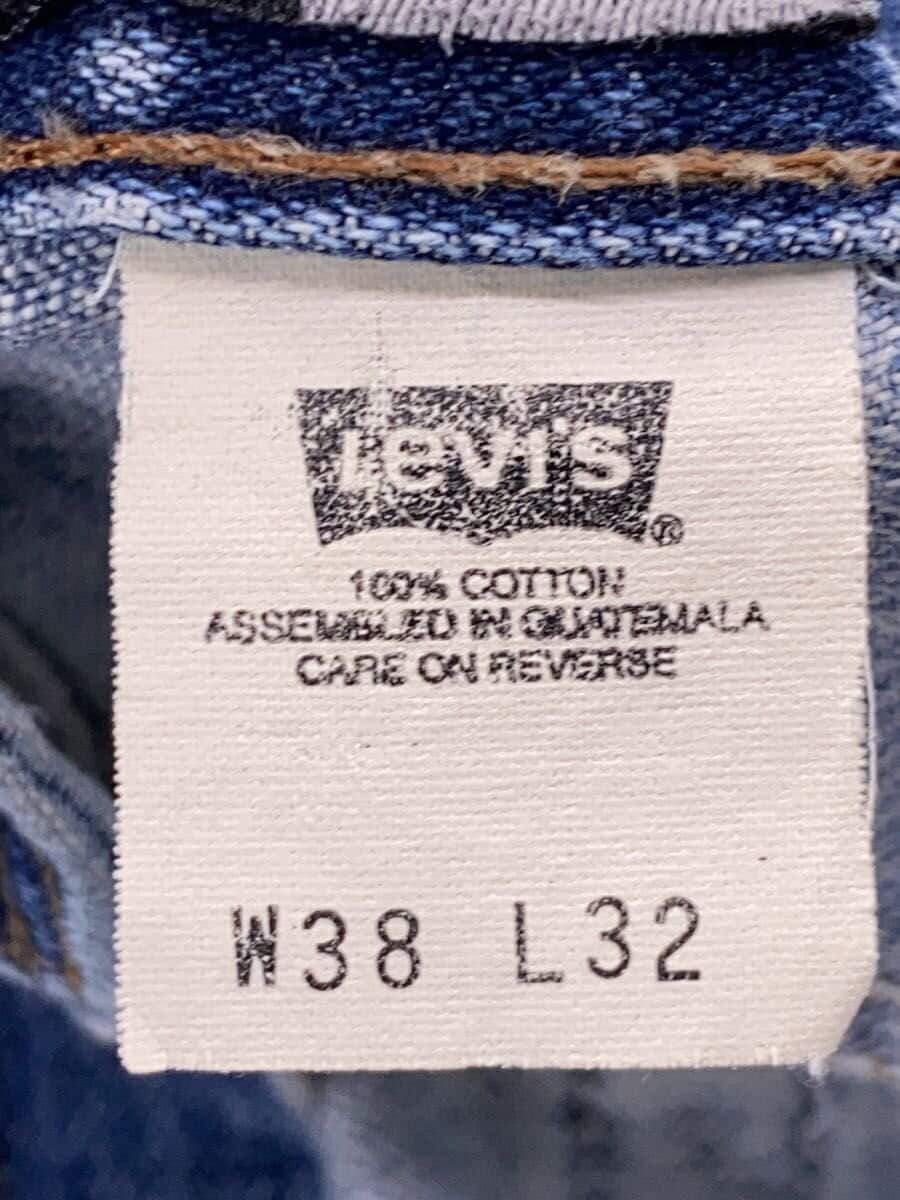 Levi's®
100% COTTON
ASSEMBLED IN GUATEMALA
CARE ON REVERSE
W38 L32